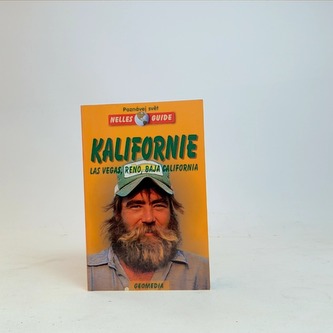 Poznávej svět
NELLES GUIDE
KALIFORNIE
LAS VEGAS, RENO, BAJA CALIFORNIA
GEOMEDIA